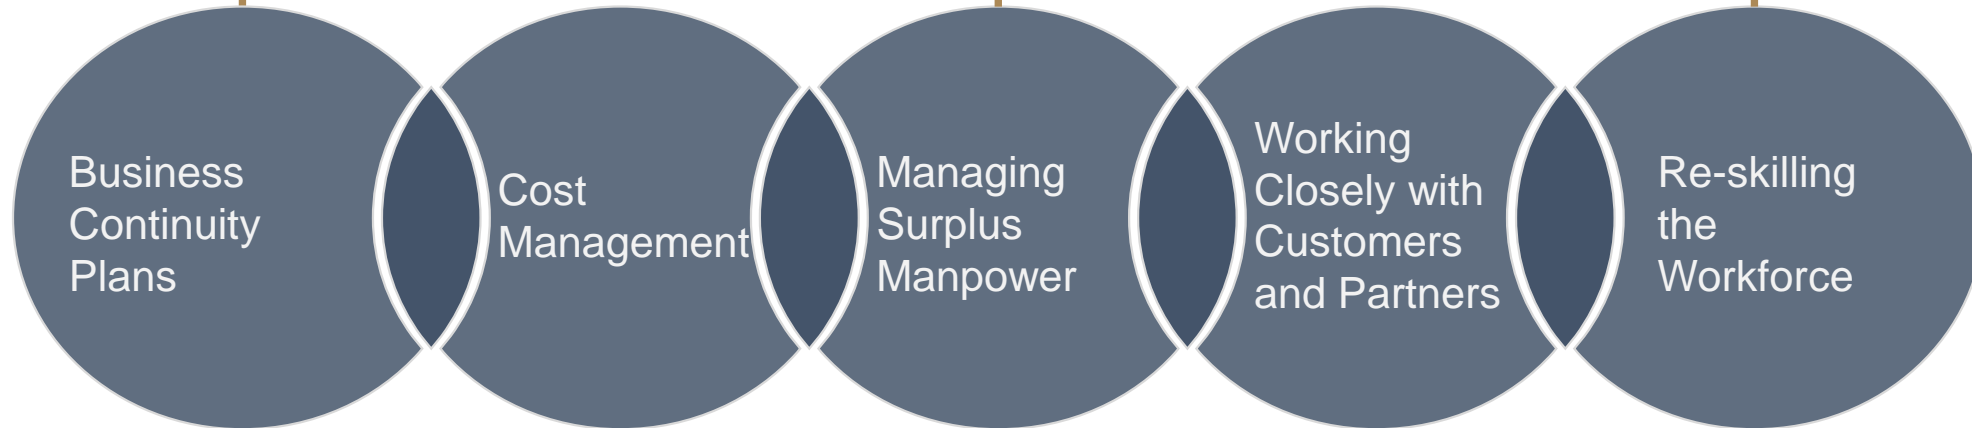 Business
Continuity
Plans
Cost
Management
Managing
Surplus
Manpower
Working
Closely with
Customers
and Partners
Re-skilling
the
Workforce